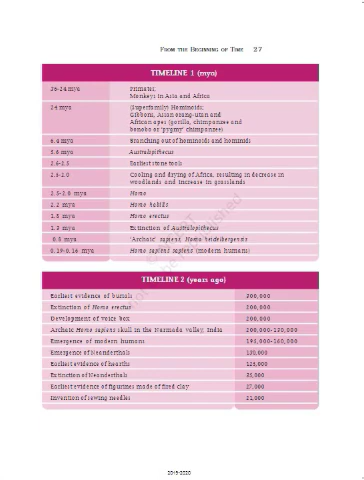 FROM THE BEGINNING OF TIME 27
TIMELINE 1 (mya)
36-24 mya Primates;
Monkeys in Asia and Africa
24 mya (Superfamily) Hominoids;
Gibbons, Asian orang-utan and
African apes (gorilla, chimpanzee and
bonobo or 'pygmy' chimpanzee)
6.4 mya Branching out of hominoids and hominids
5.6 mya Australopithecus
2.6-2.5 Earliest stone tools
2.5-2.0 Cooling and drying of Africa, resulting in decrease in
woodlands and increase in grasslands
2.5-2.0 mya Homo
2.2 mya Homo habilis
1.8 mya Homo erectus
1.3 mya Extinction of Australopithecus
0.8 mya 'Archaic' sapiens, Homo heidelbergensis
0.19-0.16 mya Homo sapiens sapiens (modern humans)
TIMELINE 2 (years ago)
Earliest evidence of burials 300,000
Extinction of Homo erectus 200,000
Development of voice box 200,000
Archaic Homo sapiens skull in the Narmada valley, India 200,000-130,000
Emergence of modern humans 195,000-160,000
Emergence of Neanderthals 130,000
Earliest evidence of hearths 125,000
Extinction of Neanderthals 35,000
Earliest evidence of figurines made of fired clay 27,000
Invention of sewing needles 21,000
2019-2020